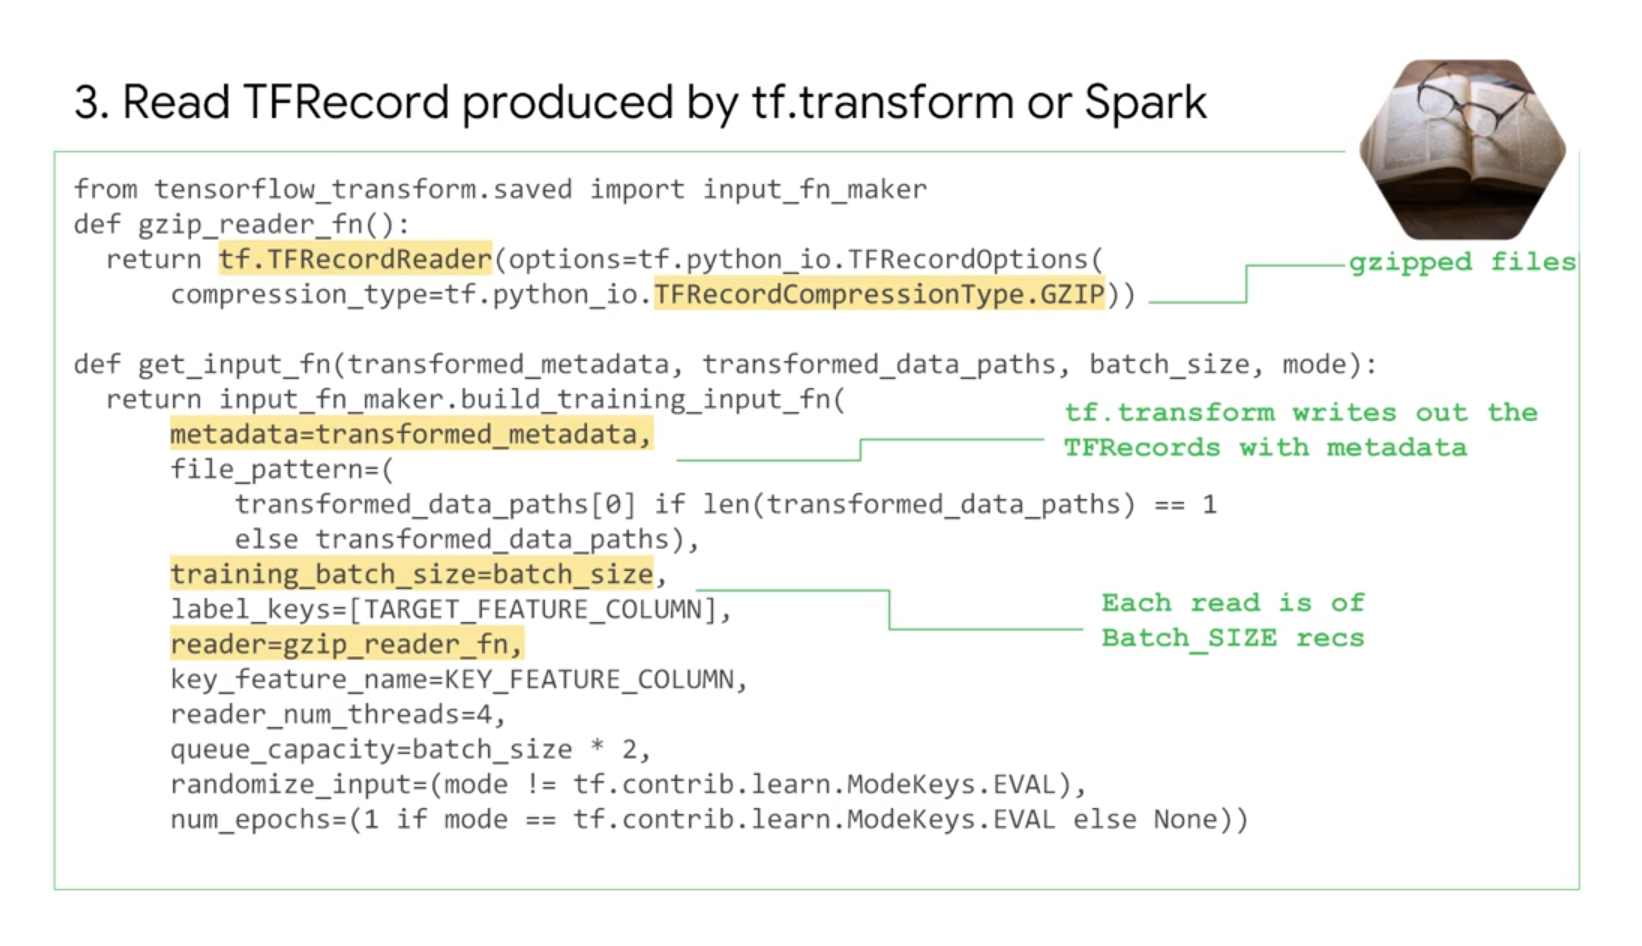 3. Read TFRecord produced by tf.transform or Spark
from tensorflow_transform.saved import input_fn_maker
def gzip_reader_fn():
return tf.TFRecordReader(options=tf.python_io.TFRecordOptions(
compression_type=tf.python_io.TFRecordCompressionType.GZIP))
gzipped files
def get_input_fn(transformed_metadata, transformed_data_paths, batch_size, mode):
return input_fn_maker.build_training_input_fn(
metadata=transformed_metadata,
tf.transform writes out the
TFRecords with metadata
file_pattern=(
transformed_data_paths[0] if len(transformed_data_paths) == 1
else transformed_data_paths),
training_batch_size=batch_size,
Each read is of
Batch_SIZE recs
label_keys=[TARGET_FEATURE_COLUMN],
reader=gzip_reader_fn,
key_feature_name=KEY_FEATURE_COLUMN,
reader_num_threads=4,
queue_capacity=batch_size * 2,
randomize_input=(mode != tf.contrib.learn.ModeKeys.EVAL),
num_epochs=(1 if mode == tf.contrib.learn.ModeKeys.EVAL else None))